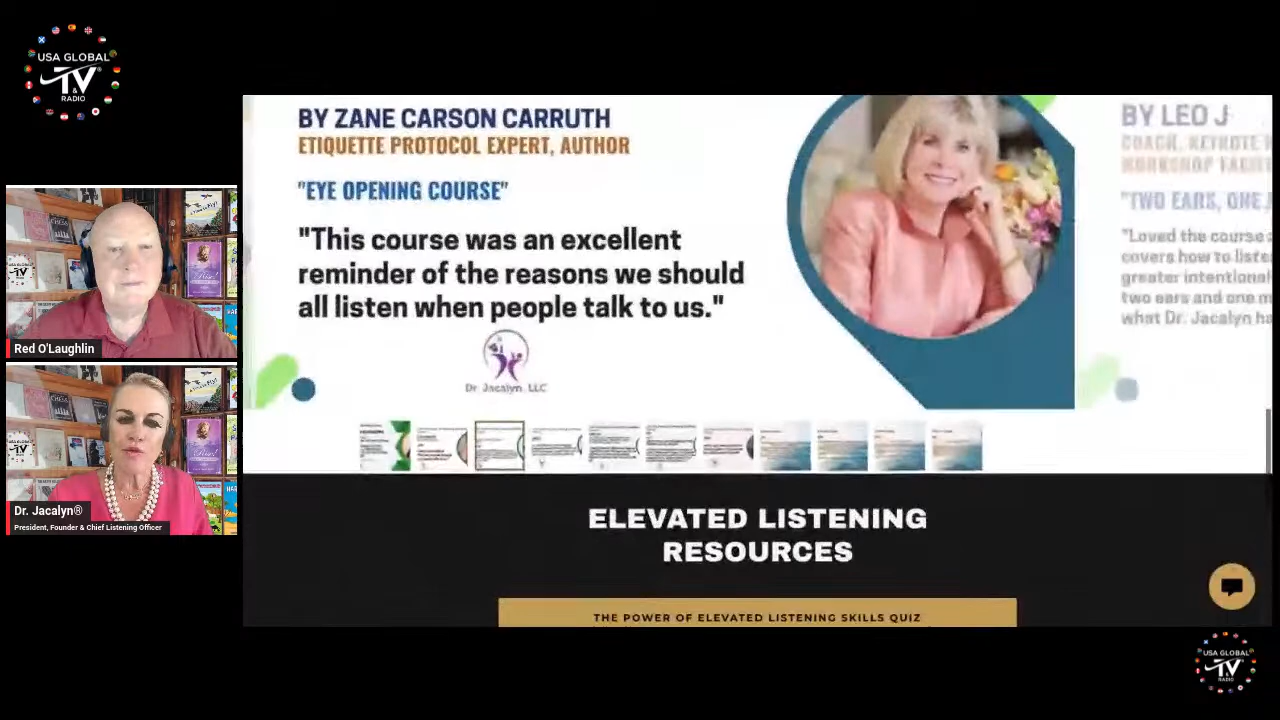 USA GLOBAL
TV®
&
RADIO
BY ZANE CARSON CARRUTH
ETIQUETTE PROTOCOL EXPERT, AUTHOR
"EYE OPENING COURSE"
"This course was an excellent
reminder of the reasons we should
all listen when people talk to us."
Dr. Jacalyn, LLC
BY LEO J
COACH, KEYNOTE
"TWO EARS, ONE
"Loved the course
covers how to liste
greater intentional
two ears and one m
what Dr. Jacalyn ha
Red O'Laughlin
Dr. Jacalyn®
President, Founder & Chief Listening Officer
ELEVATED LISTENING
RESOURCES
THE POWER OF ELEVATED LISTENING SKILLS QUIZ
USA GLOBAL
TV
RADIO